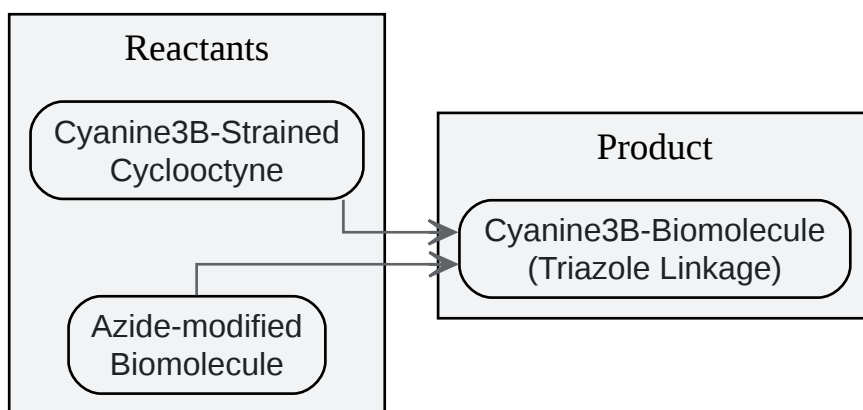 Reactants
Cyanine3B-Strained
Cyclooctyne
Azide-modified
Biomolecule
Product
Cyanine3B-Biomolecule
(Triazole Linkage)